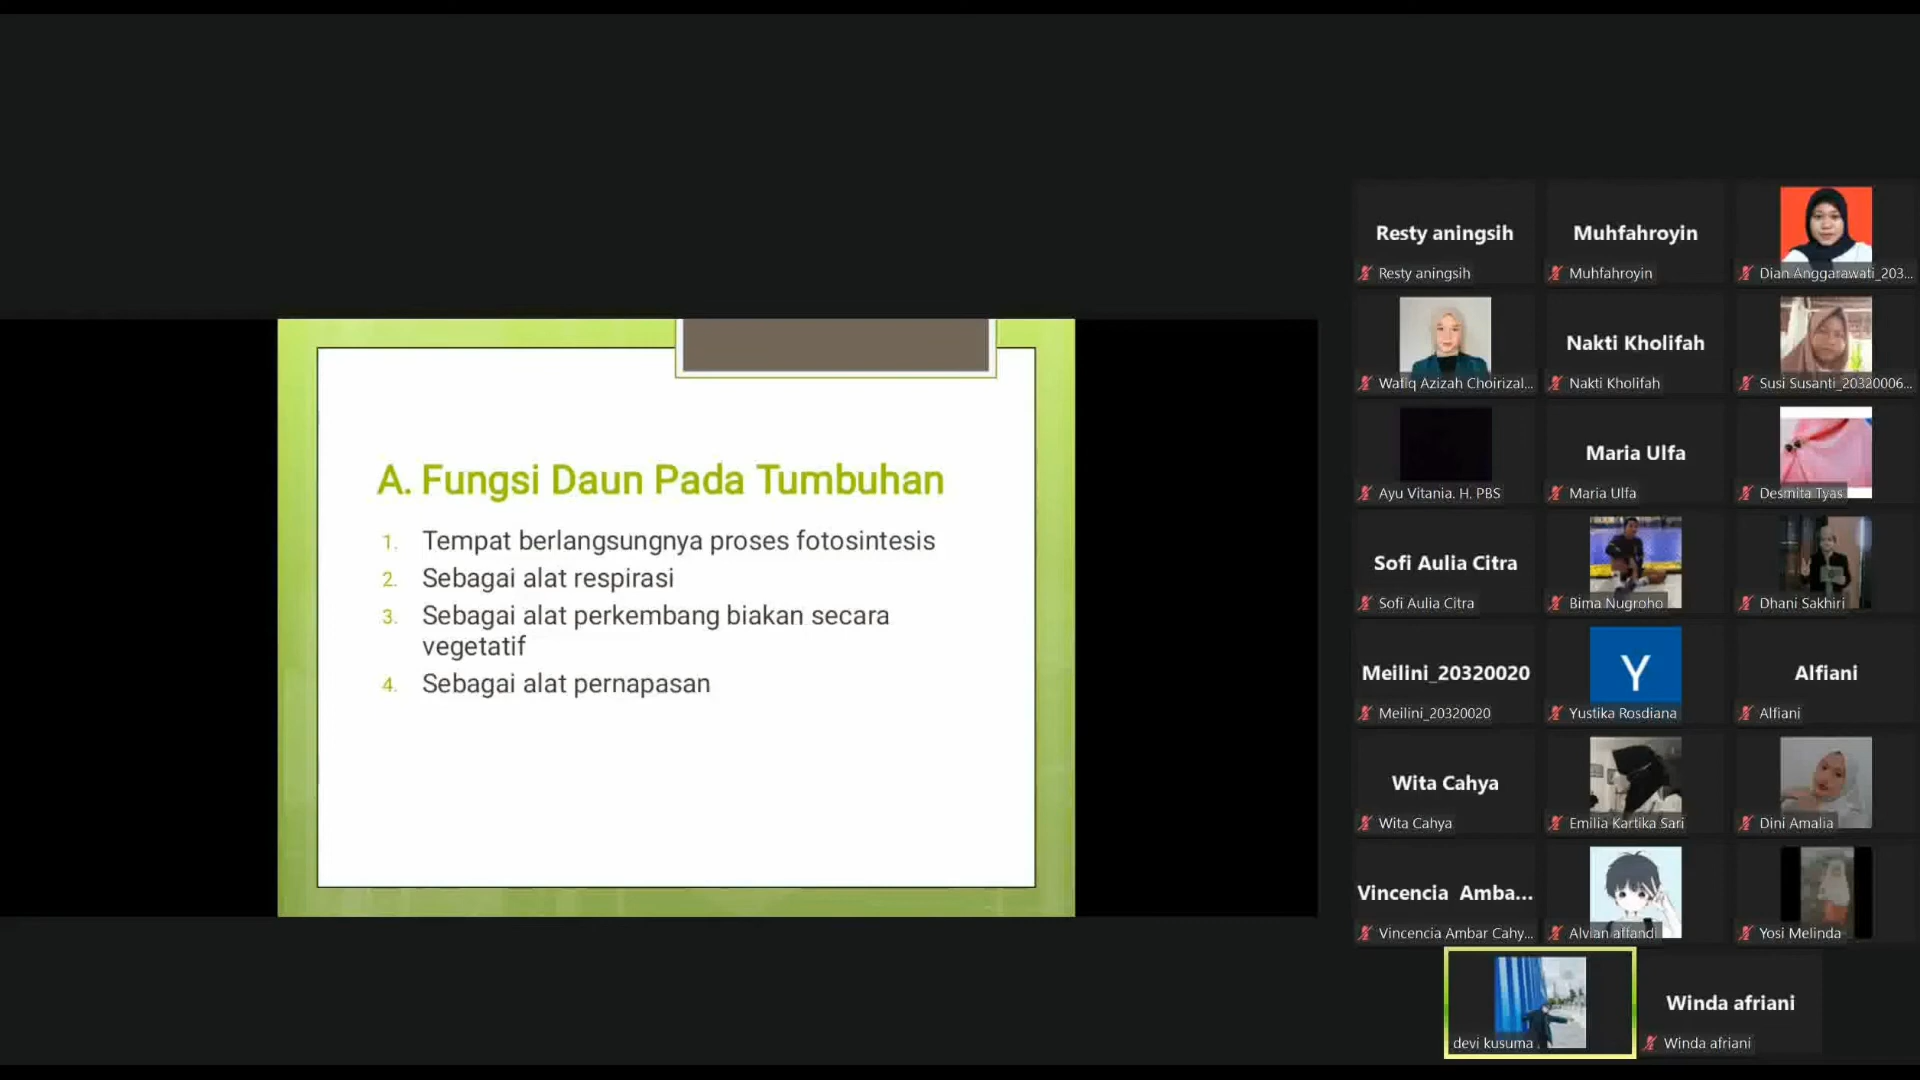 A. Fungsi Daun Pada Tumbuhan
1. Tempat berlangsungnya proses fotosintesis
2. Sebagai alat respirasi
3. Sebagai alat perkembang biakan secara
vegetatif
4. Sebagai alat pernapasan
Resty aningsih
Resty aningsih
Muhfahroyin
Muhfahroyin
Dian Anggarawati_203...
Wafiq Azizah Choirizal...
Nakti Kholifah
Nakti Kholifah
Susi Susanti_20320006...
Ayu Vitania. H. PBS
Maria Ulfa
Maria Ulfa
Desmita Tyas
Sofi Aulia Citra
Sofi Aulia Citra
Bima Nugroho
Dhani Sakhiri
Meilini_20320020
Meilini_20320020
Y
Yustika Rosdiana
Alfiani
Alfiani
Wita Cahya
Wita Cahya
Emilia Kartika Sari
Dini Amalia
Vincencia Amba...
Vincencia Ambar Cahy...
Alvian affandi
Yosi Melinda
devi kusuma
Winda afriani
Winda afriani